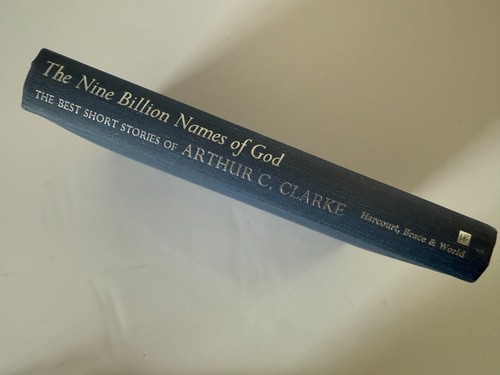 The Nine Billion Names of God
THE BEST SHORT STORIES OF ARTHUR C. CLARKE
Harcourt, Brace & World